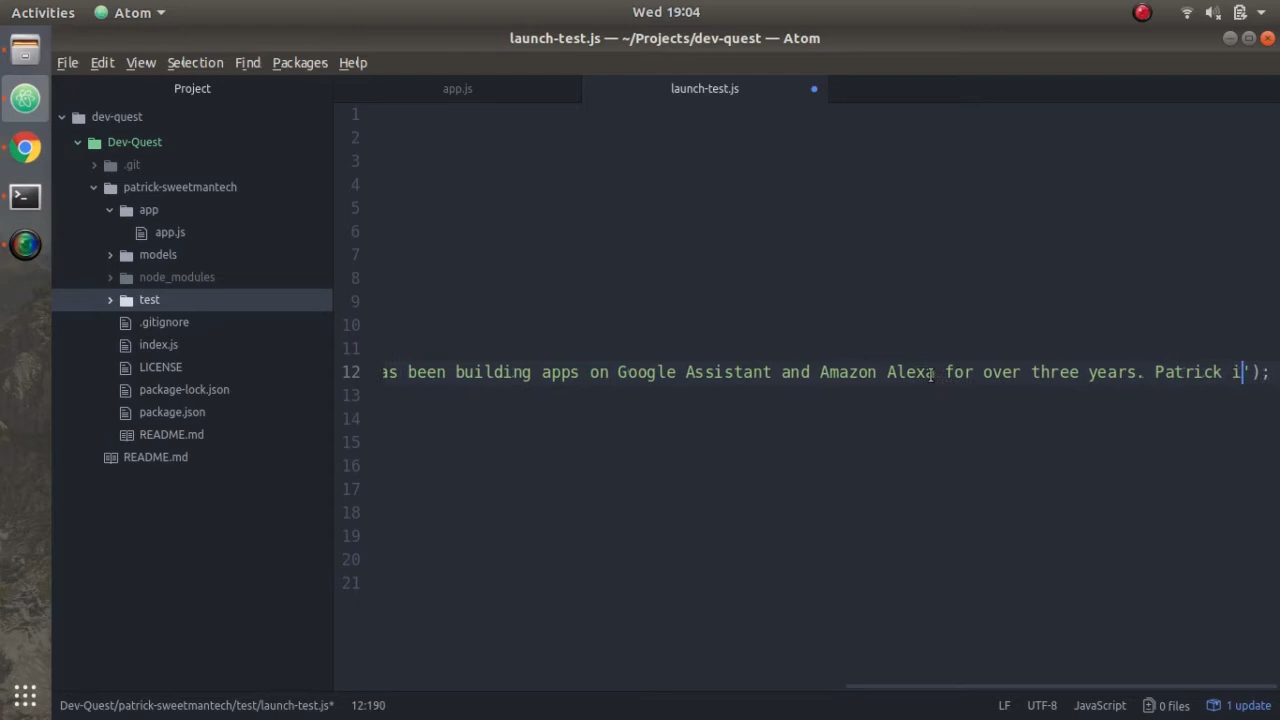 Activities Atom Wed 19:04
launch-test.js — ~/Projects/dev-quest — Atom
File Edit View Selection Find Packages Help
Project app.js launch-test.js
dev-quest
Dev-Quest
.git
patrick-sweetmantech
app
app.js
models
node_modules
test
.gitignore
index.js
LICENSE
package-lock.json
package.json
README.md
README.md
1
2
3
4
5
6
7
8
9
10
11
12 as been building apps on Google Assistant and Amazon Alexa for over three years. Patrick i');
13
14
15
16
17
18
19
20
21
Dev-Quest/patrick-sweetmantech/test/launch-test.js* 12:190 LF UTF-8 JavaScript 0 files 1 update